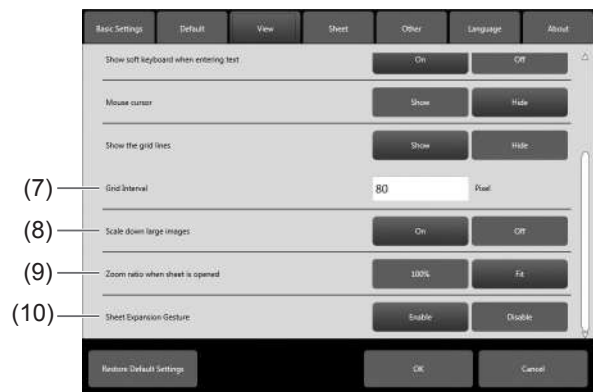 Basic Settings Default View Sheet Other Language About
Show soft keyboard when entering text On Off
Mouse cursor Show Hide
Show the grid lines Show Hide
(7) Grid Interval 80 Pixel
(8) Scale down large images On Off
(9) Zoom ratio when sheet is opened 100% Fit
(10) Sheet Expansion Gesture Enable Disable
Restore Default Settings OK Cancel